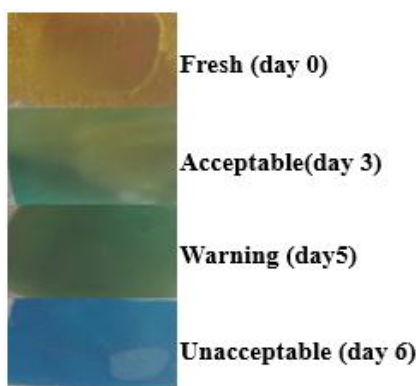 Fresh (day 0)
Acceptable(day 3)
Warning (day5)
Unacceptable (day 6)